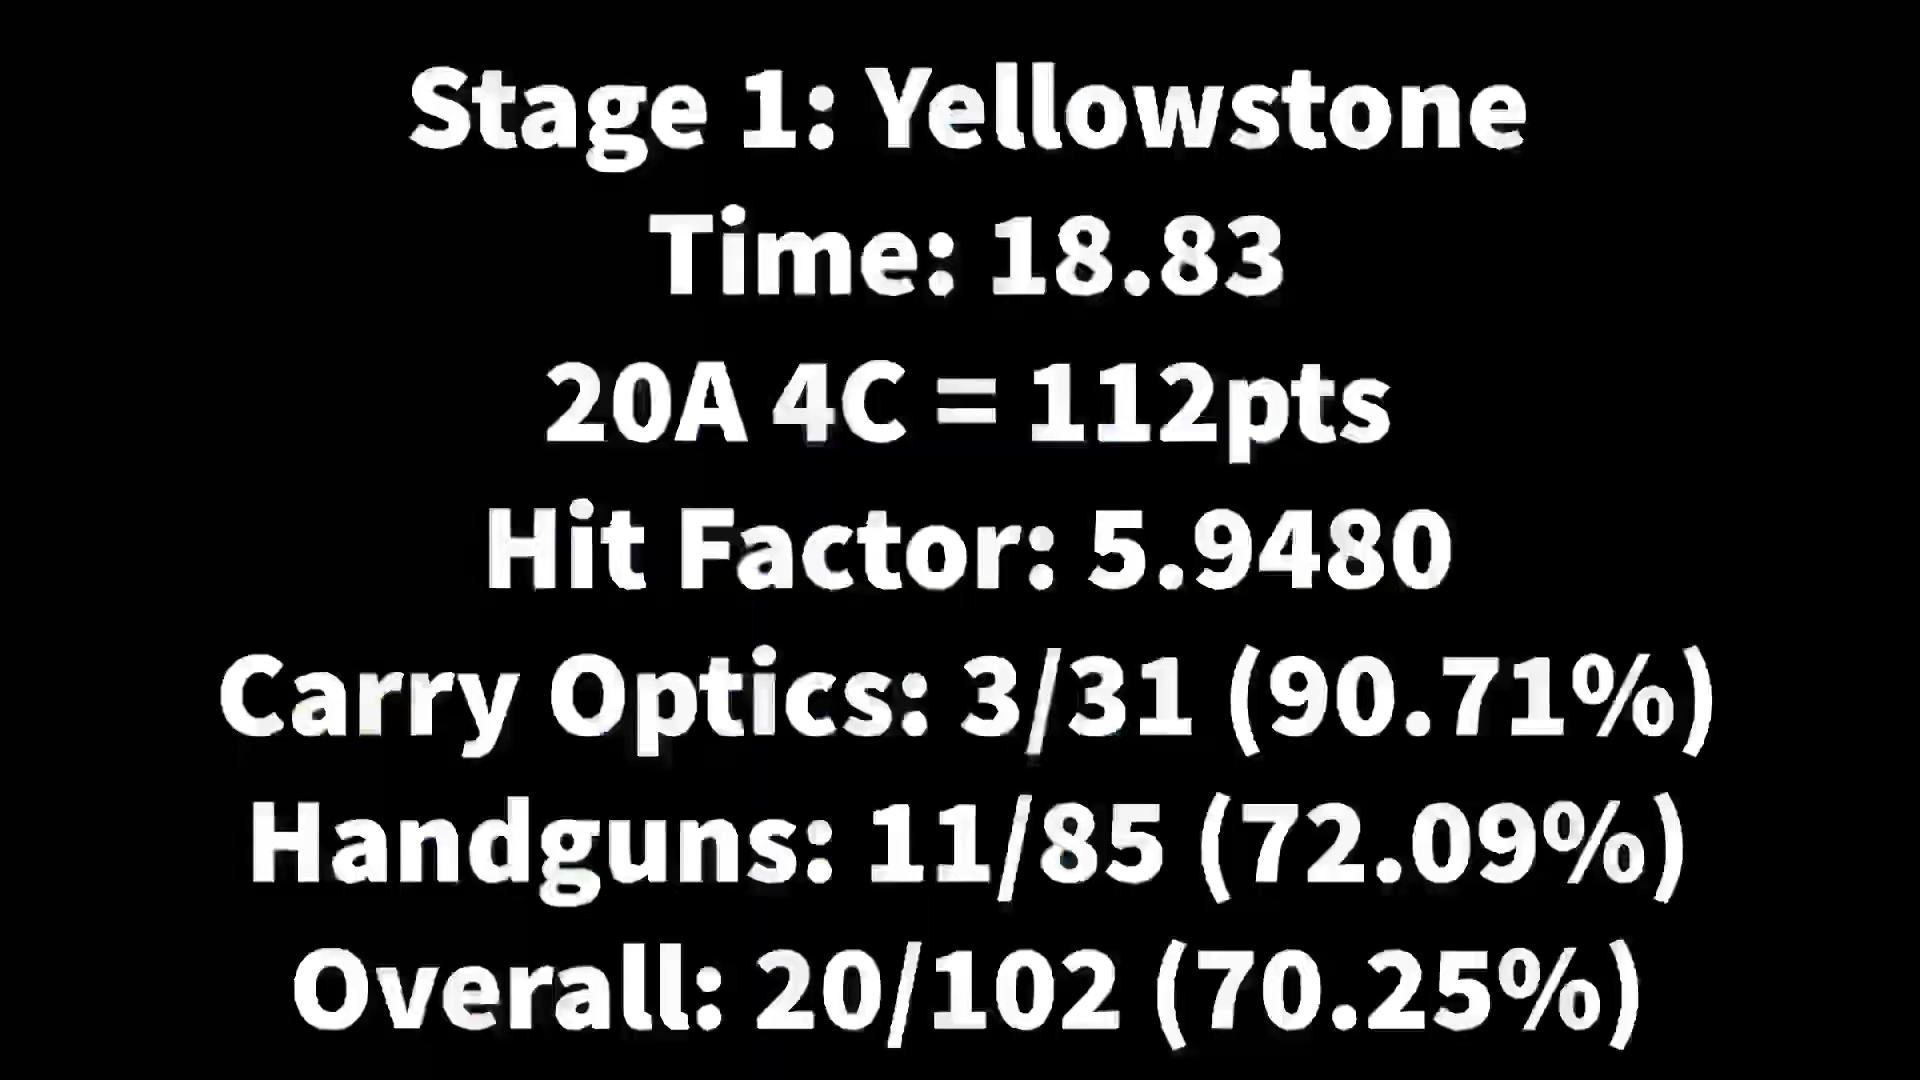 Stage 1: Yellowstone
Time: 18.83
20A 4C = 112pts
Hit Factor: 5.9480
Carry Optics: 3/31 (90.71%)
Handguns: 11/85 (72.09%)
Overall: 20/102 (70.25%)